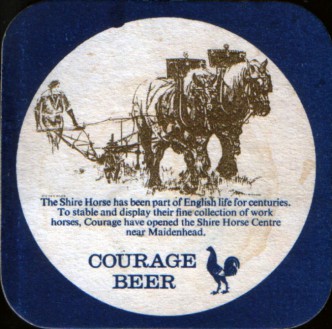 The Shire Horse has been part of English life for centuries.
To stable and display their fine collection of work
horses, Courage have opened the Shire Horse Centre
near Maidenhead.
COURAGE
BEER